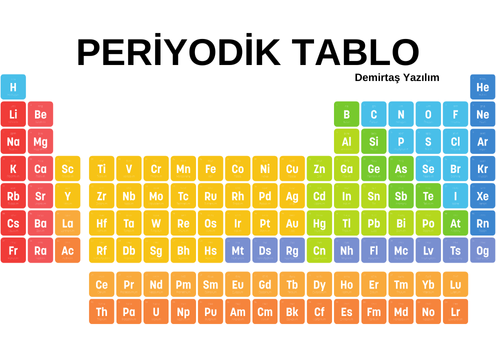 PERİYODİK TABLO
Demirtaş Yazılım
H He
Li Be B C N O F Ne
Na Mg Al Si P S Cl Ar
K Ca Sc Ti V Cr Mn Fe Co Ni Cu Zn Ga Ge As Se Br Kr
Rb Sr Y Zr Nb Mo Tc Ru Rh Pd Ag Cd In Sn Sb Te I Xe
Cs Ba La Hf Ta W Re Os Ir Pt Au Hg Tl Pb Bi Po At Rn
Fr Ra Ac Rf Db Sg Bh Hs Mt Ds Rg Cn Nh Fl Mc Lv Ts Og
Ce Pr Nd Pm Sm Eu Gd Tb Dy Ho Er Tm Yb Lu
Th Pa U Np Pu Am Cm Bk Cf Es Fm Md No Lr